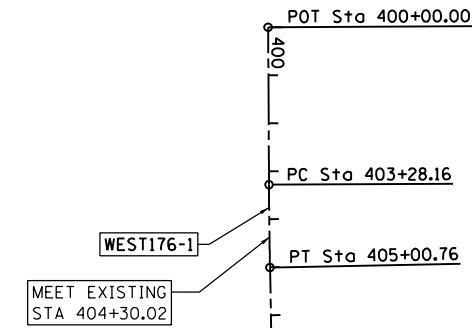 POT Sta 400+00.00
400
PC Sta 403+28.16
WEST176-1
PT Sta 405+00.76
MEET EXISTING
STA 404+30.02